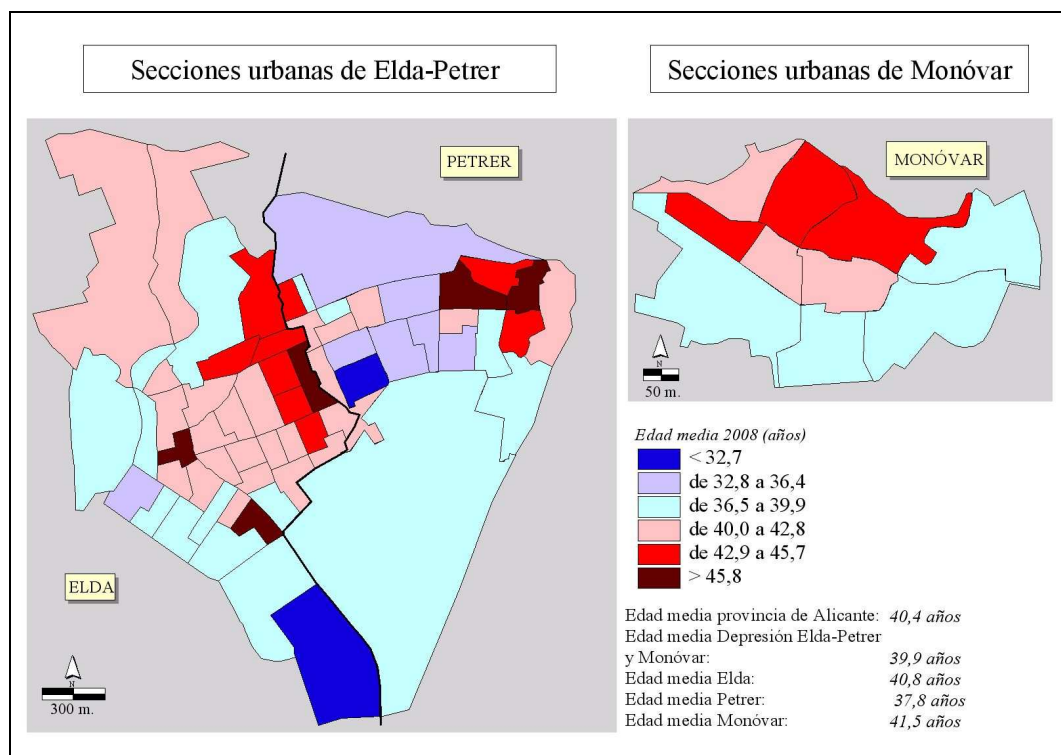 Secciones urbanas de Elda-Petrer
Secciones urbanas de Monóvar
PETRER
ELDA
N
300 m.
MONÓVAR
N
50 m.
Edad media 2008 (años)
< 32,7
de 32,8 a 36,4
de 36,5 a 39,9
de 40,0 a 42,8
de 42,9 a 45,7
> 45,8
Edad media provincia de Alicante: 40,4 años
Edad media Depresión Elda-Petrer
y Monóvar: 39,9 años
Edad media Elda: 40,8 años
Edad media Petrer: 37,8 años
Edad media Monóvar: 41,5 años